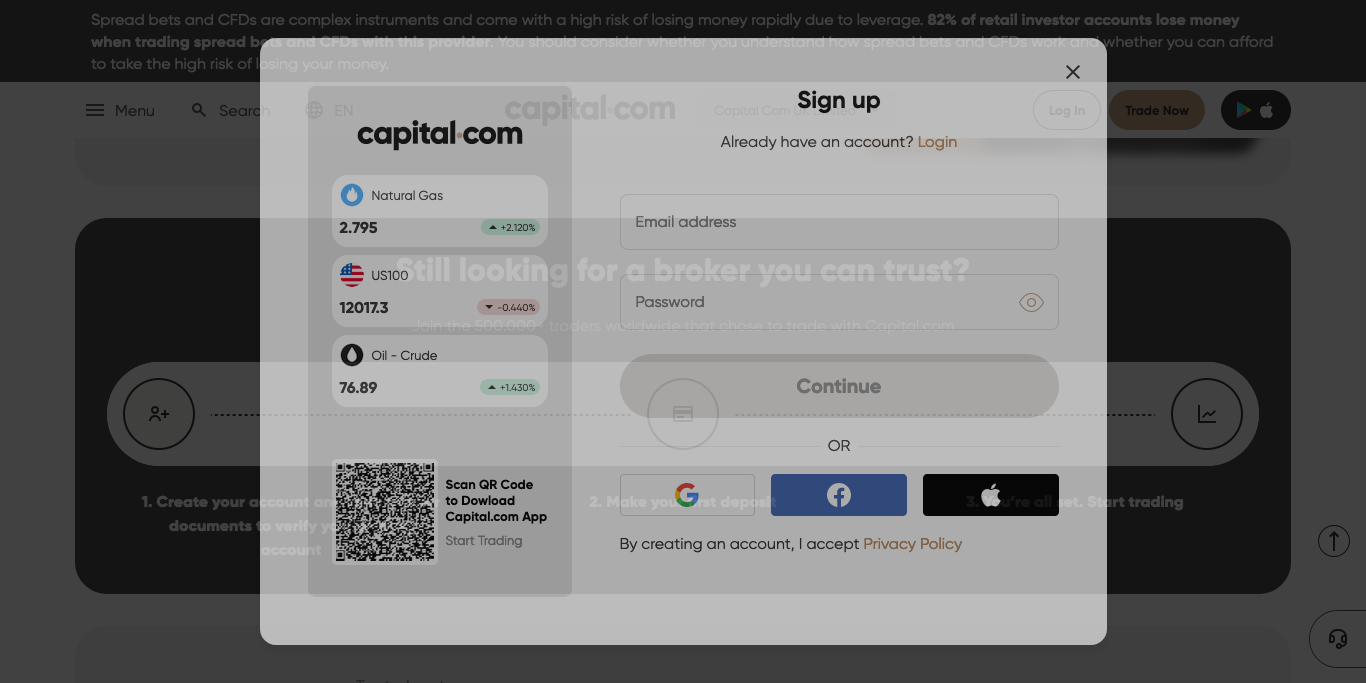 Spread bets and CFDs are complex instruments and come with a high risk of losing money rapidly due to leverage. 82% of retail investor accounts lose money
when trading spread bets and CFDs with this provider. You should consider whether you understand how spread bets and CFDs work and whether you can afford
to take the high risk of losing your money.
Menu
Search
EN
capital.com
Capital Com
Log In
Trade Now
capital.com
Natural Gas
2.795
+2.120%
US100
12017.3
-0.440%
Oil - Crude
76.89
+1.430%
Scan QR Code
to Dowload
Capital.com App
Start Trading
Sign up
Already have an account? Login
Email address
Password
Continue
OR
By creating an account, I accept Privacy Policy
Still looking for a broker you can trust?
Join the 500.000+ traders worldwide that chose to trade with Capital.com
1. Create your account and
documents to verify your
account
2. Make your first deposit
3. You're all set. Start trading